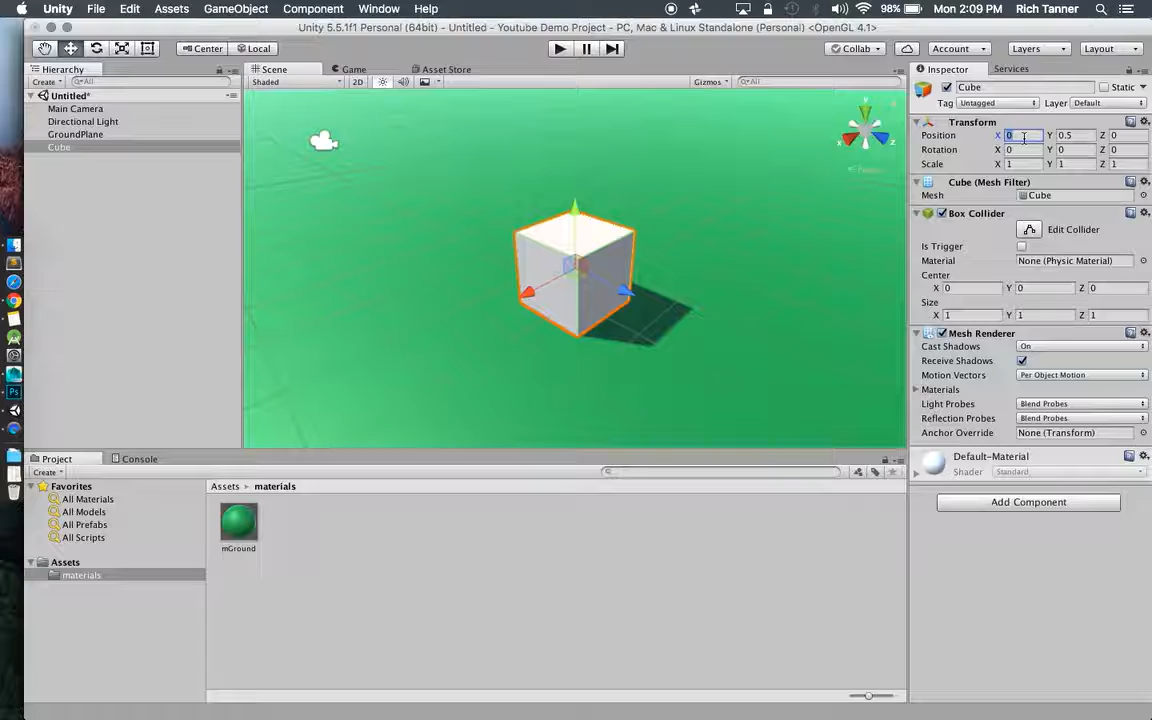 Unity File Edit Assets GameObject Component Window Help 98% Mon 2:09 PM Rich Tanner
Unity 5.5.1f1 Personal (64bit) - Untitled - Youtube Demo Project - PC, Mac & Linux Standalone (Personal) <OpenGL 4.1>
Center Local Collab Account Layers Layout
Hierarchy
Create All
Untitled*
Main Camera
Directional Light
GroundPlane
Cube
Scene Game Asset Store
Shaded 2D Gizmos All
x y z
Persp
Inspector Services
Cube Static
Tag Untagged Layer Default
Transform
Position X 0 Y 0.5 Z 0
Rotation X 0 Y 0 Z 0
Scale X 1 Y 1 Z 1
Cube (Mesh Filter)
Mesh Cube
Box Collider
Edit Collider
Is Trigger
Material None (Physic Material)
Center
X 0 Y 0 Z 0
Size
X 1 Y 1 Z 1
Mesh Renderer
Cast Shadows On
Receive Shadows
Motion Vectors Per Object Motion
Materials
Light Probes Blend Probes
Reflection Probes Blend Probes
Anchor Override None (Transform)
Default-Material
Shader Standard
Add Component
Project Console
Create
Favorites
All Materials
All Models
All Prefabs
All Scripts
Assets
materials
Assets materials
mGround